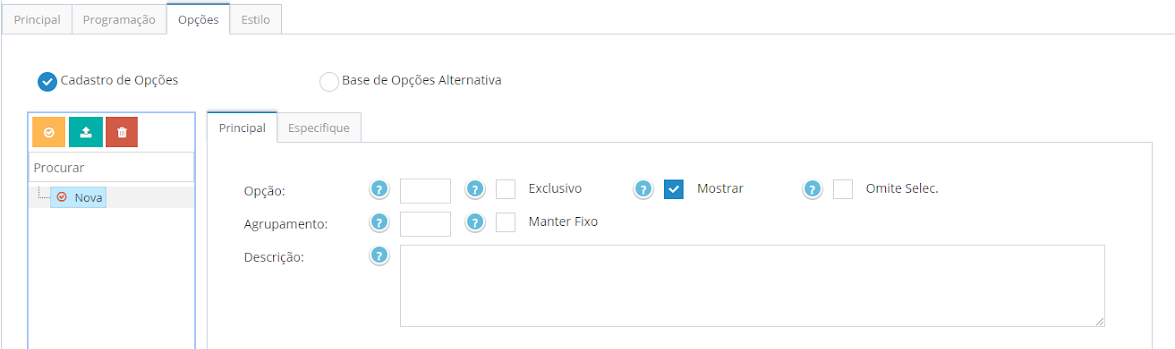 Principal Programação Opções Estilo
Cadastro de Opções Base de Opções Alternativa
Principal Especifique
Procurar
Nova
Opção: ? ? Exclusivo ? Mostrar ? Omite Selec.
Agrupamento: ? ? Manter Fixo
Descrição: ?